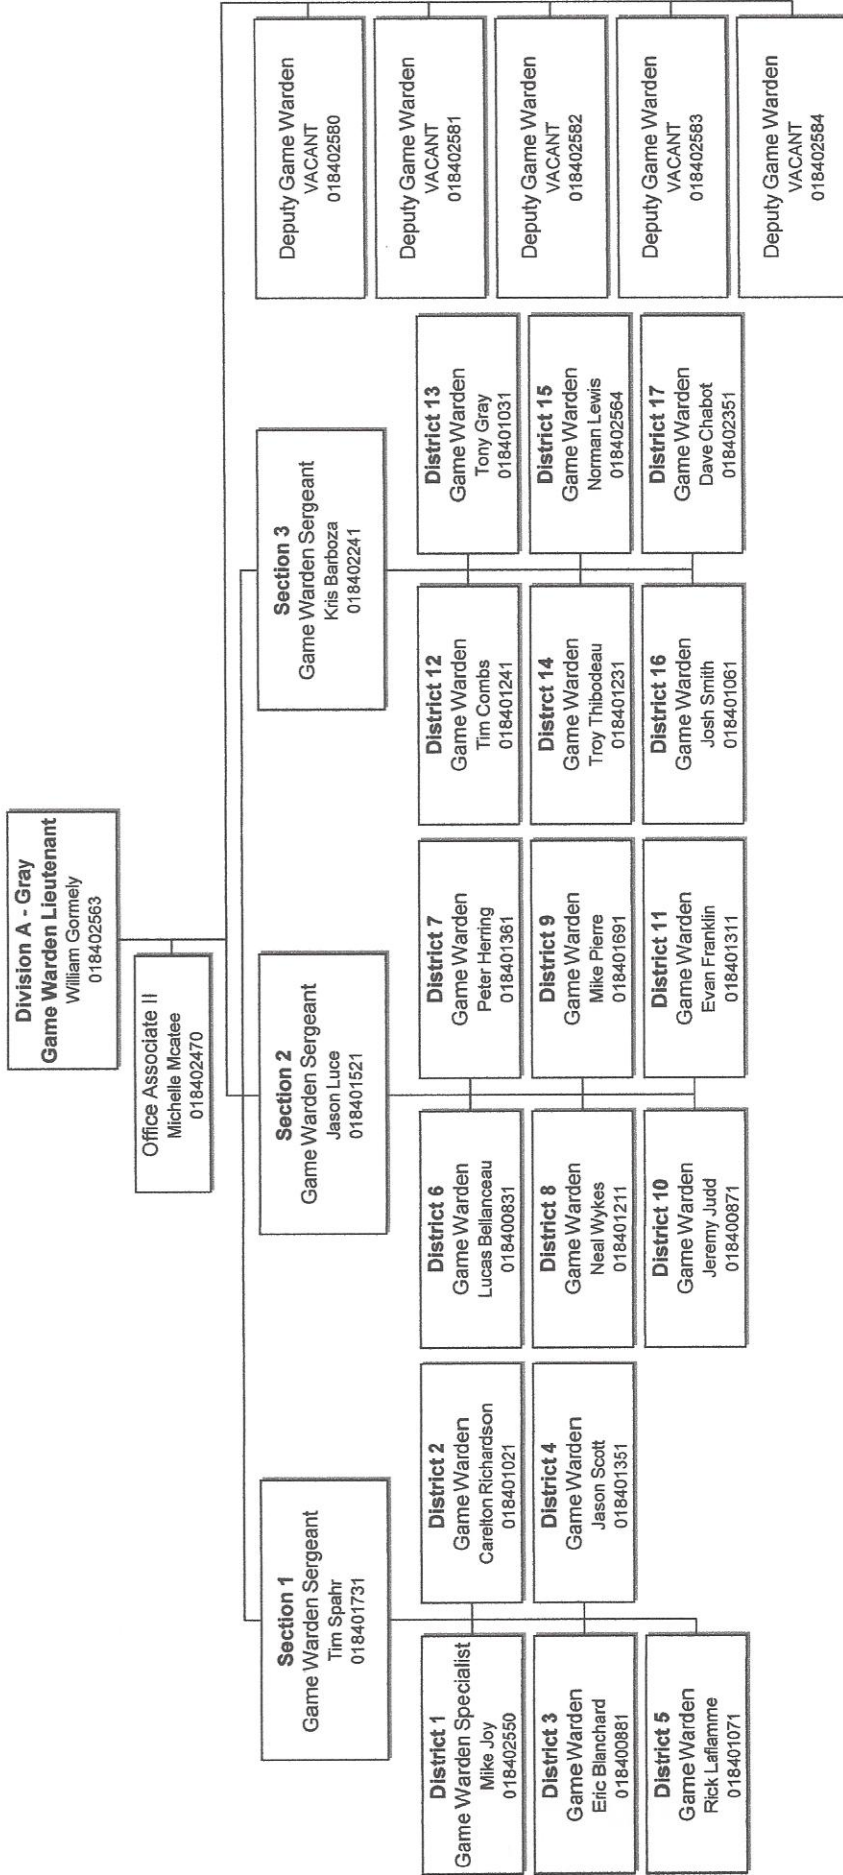 Division A - Gray
Game Warden Lieutenant
William Gormely
018402563
Office Associate II
Michelle Mcatee
018402470
Section 1
Game Warden Sergeant
Tim Spahr
018401731
District 1
Game Warden Specialist
Mike Joy
018402550
District 2
Game Warden
Carelton Richardson
018401021
District 3
Game Warden
Eric Blanchard
018400881
District 4
Game Warden
Jason Scott
018401351
District 5
Game Warden
Rick Laflamme
018401071
Section 2
Game Warden Sergeant
Jason Luce
018401521
District 6
Game Warden
Lucas Bellanceau
018400831
District 7
Game Warden
Peter Herring
018401361
District 8
Game Warden
Neal Wykes
018401211
District 9
Game Warden
Mike Pierre
018401691
District 10
Game Warden
Jeremy Judd
018400871
District 11
Game Warden
Evan Franklin
018401311
Section 3
Game Warden Sergeant
Kris Barboza
018402241
District 12
Game Warden
Tim Combs
018401241
District 13
Game Warden
Tony Gray
018401031
Distrct 14
Game Warden
Troy Thibodeau
018401231
District 15
Game Warden
Norman Lewis
018402564
District 16
Game Warden
Josh Smith
018401061
District 17
Game Warden
Dave Chabot
018402351
Deputy Game Warden
VACANT
018402580
Deputy Game Warden
VACANT
018402581
Deputy Game Warden
VACANT
018402582
Deputy Game Warden
VACANT
018402583
Deputy Game Warden
VACANT
018402584